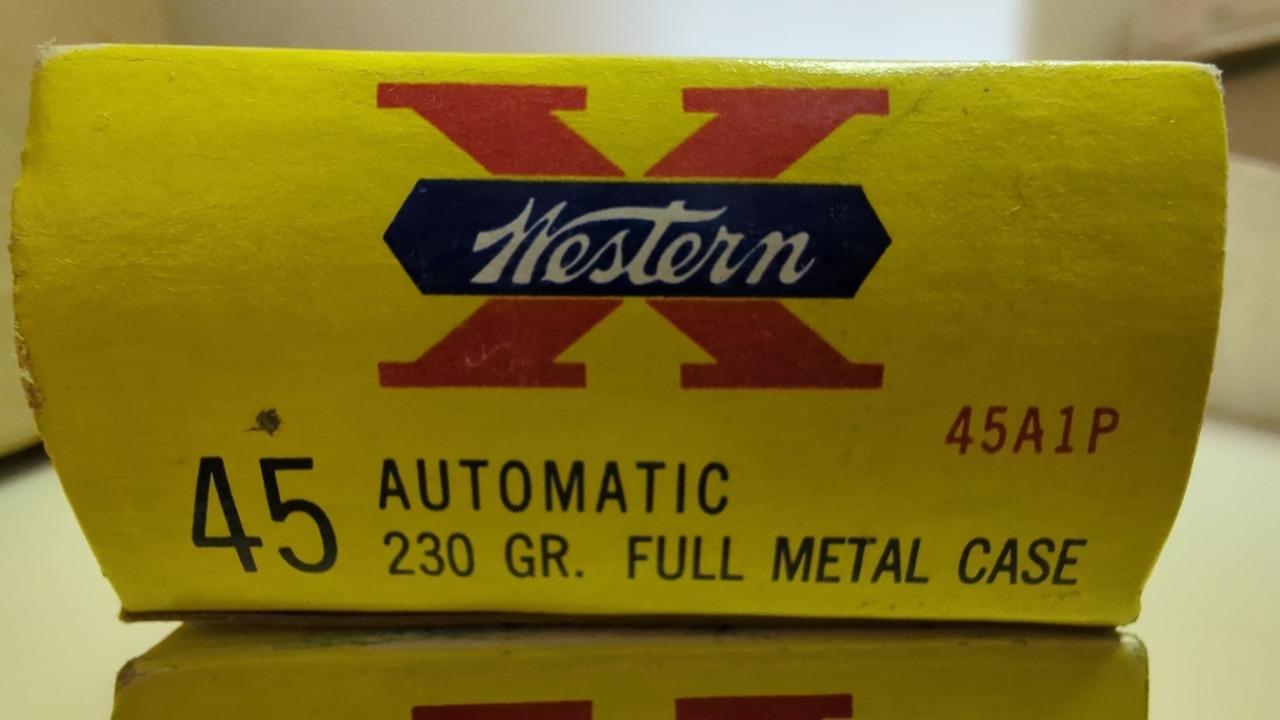 X
Western
45A1P
45 AUTOMATIC
230 GR. FULL METAL CASE